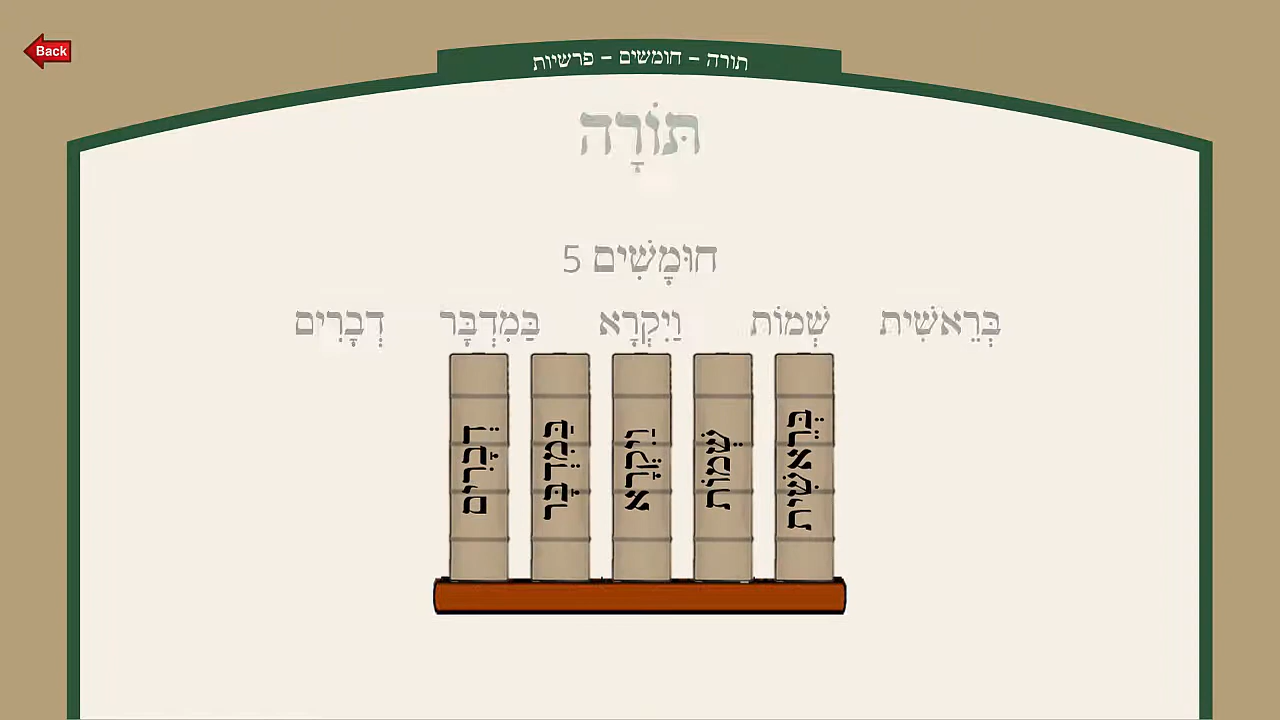 Back
תורה – חומשים – פרשיות
תּוֹרָה
5 חוּמָשִׁים
בְּרֵאשִׁית שְׁמוֹת וַיִקְרָא בַּמִדְבָּר דְבָרִים
בְּרֵאשִׁית
שְׁמוֹת
וַיִקְרָא
בַּמִדְבָּר
דְבָרִים